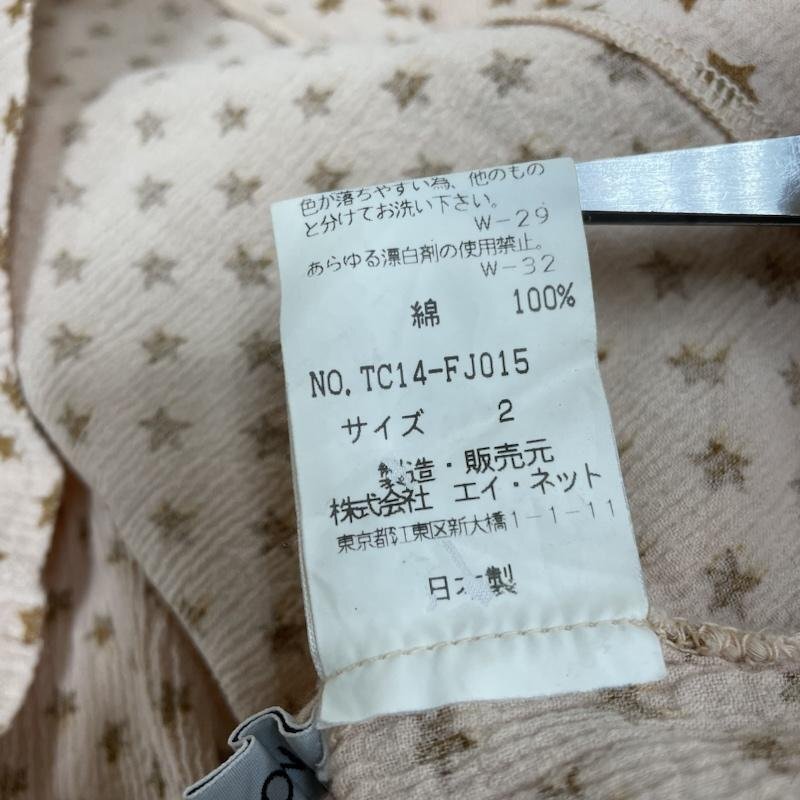 色が落ちやすい為、他のもの
と分けてお洗い下さい。
W-29
あらゆる漂白剤の使用禁止。
W-32
綿 100%
NO.TC14-FJ015
サイズ 2
製造・販売元
株式会社 エイ・ネット
東京都江東区新大橋1-1-11
日本製